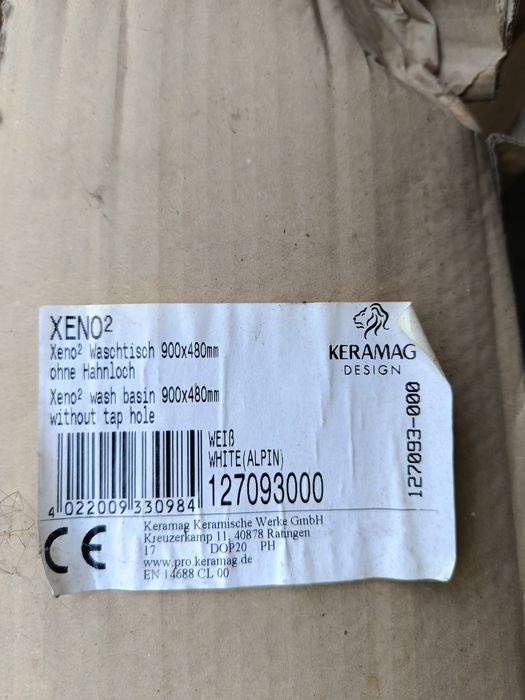 XENO²
Xeno² Waschtisch 900x480mm
ohne Hahnloch
Xeno² wash basin 900x480mm
without tap hole
KERAMAG
DESIGN
127093-000
WEIß
WHITE(ALPIN)
127093000
4 022009 330984
CE
Keramag Keramische Werke GmbH
Kreuzerkamp 11, 40878 Ratingen
17 DOP20 PH
www.pro.keramag.de
EN 14688 CL 00